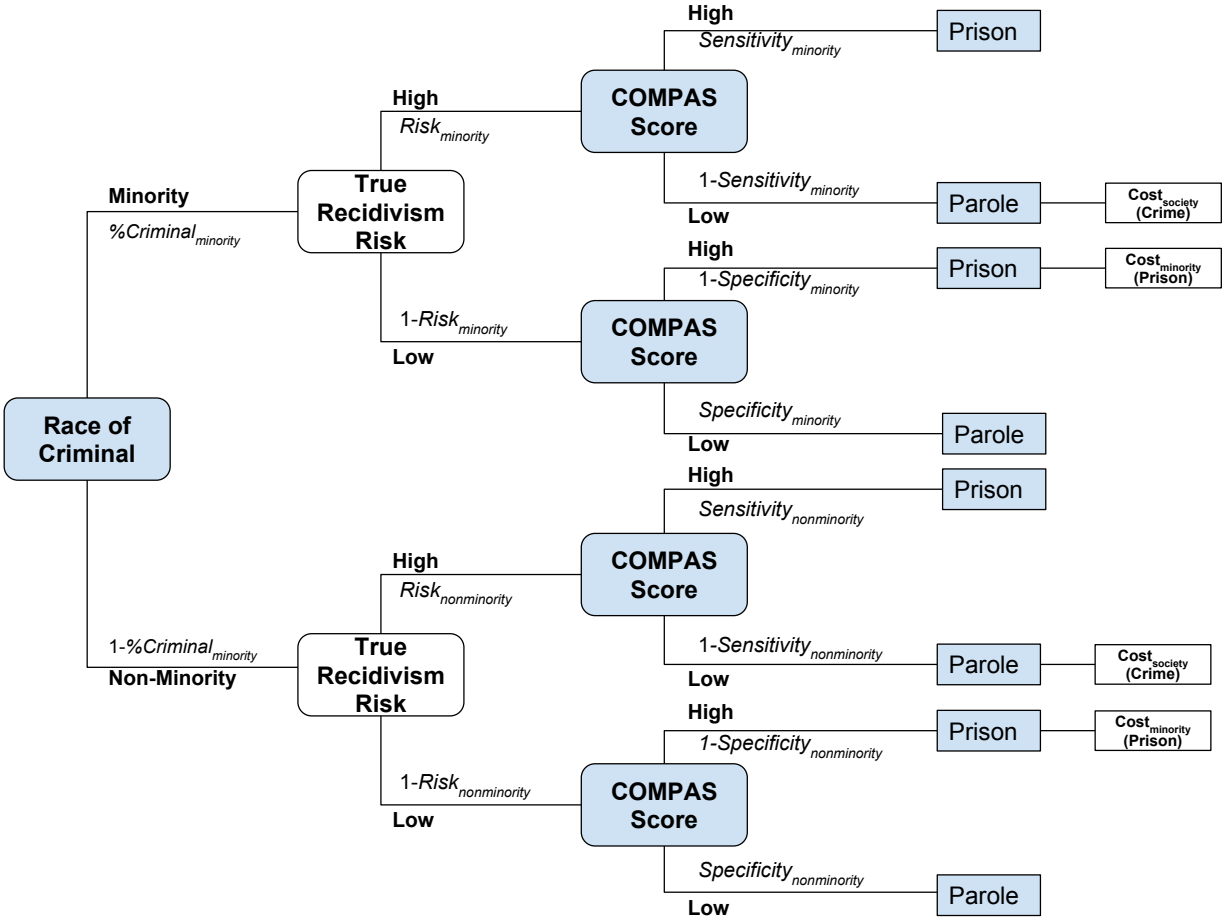 High
Sensitivity_minority
Prison
High
Risk_minority
COMPAS
Score
1-Sensitivity_minority
Low
Parole
Cost_society
(Crime)
Minority
%Criminal_minority
True
Recidivism
Risk
High
1-Specificity_minority
Prison
Cost_minority
(Prison)
1-Risk_minority
Low
COMPAS
Score
Specificity_minority
Low
Parole
Race of
Criminal
High
Sensitivity_nonminority
Prison
High
Risk_nonminority
COMPAS
Score
1-Sensitivity_nonminority
Low
Parole
Cost_society
(Crime)
1-%Criminal_minority
Non-Minority
True
Recidivism
Risk
High
1-Specificity_nonminority
Prison
Cost_minority
(Prison)
1-Risk_nonminority
Low
COMPAS
Score
Specificity_nonminority
Low
Parole